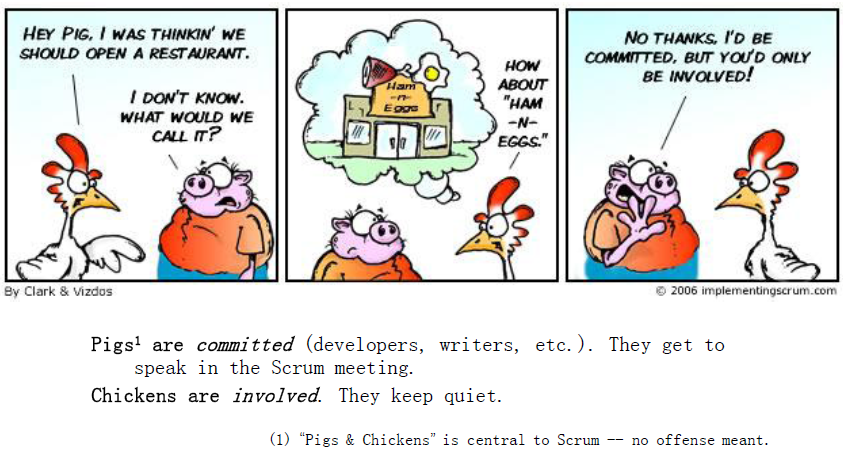 HEY PIG, I WAS THINKIN' WE
SHOULD OPEN A RESTAURANT.
I DON'T KNOW.
WHAT WOULD WE
CALL IT?
Ham
-n-
Eggs
HOW
ABOUT
"HAM
-N-
EGGS."
NO THANKS, I'D BE
COMMITTED, BUT YOU'D ONLY
BE INVOLVED!
By Clark & Vizdos
© 2006 implementingscrum.com
Pigs¹ are committed (developers, writers, etc.). They get to
speak in the Scrum meeting.
Chickens are involved. They keep quiet.
(1) “Pigs & Chickens” is central to Scrum -- no offense meant.